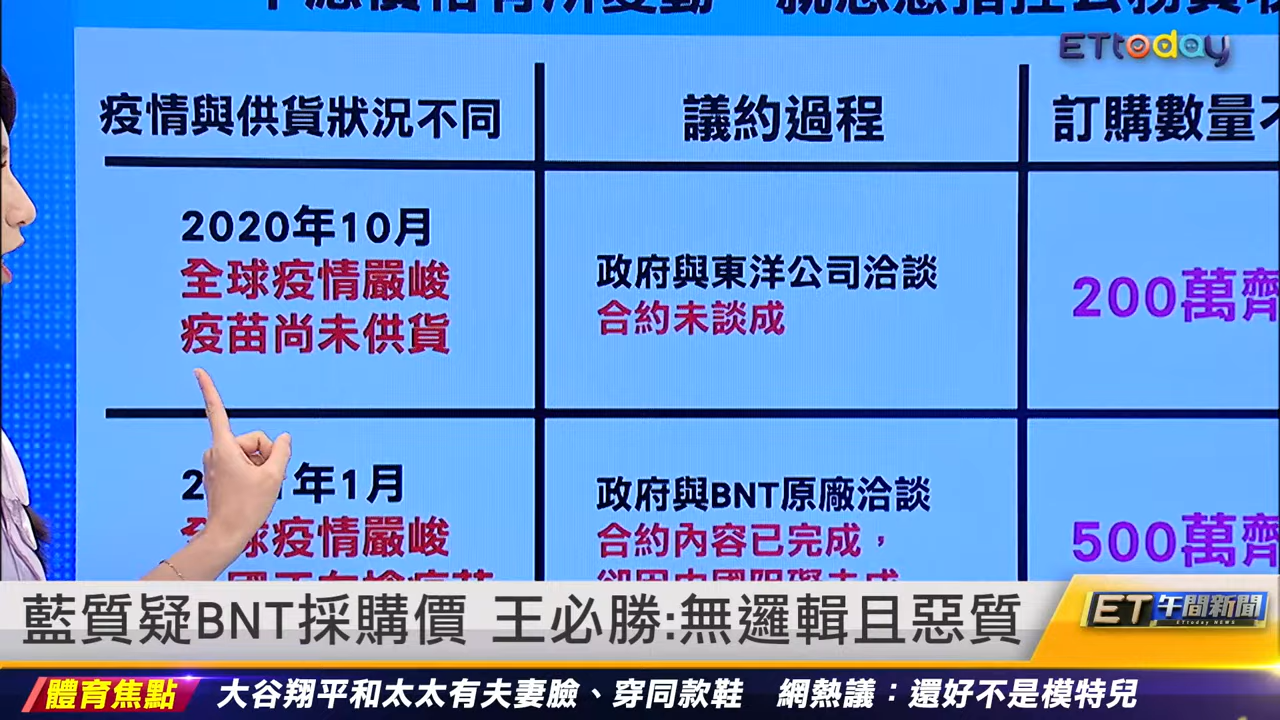 ETtoday
疫情與供貨狀況不同
議約過程
訂購數量
2020年10月
全球疫情嚴峻
疫苗尚未供貨
政府與東洋公司洽談
合約未談成
200萬劑
年1月
球疫情嚴峻
政府與BNT原廠洽談
合約內容已完成，
500萬劑
藍質疑BNT採購價 王必勝:無邏輯且惡質
ET午間新聞
ETtoday NEWS
體育焦點
大谷翔平和太太有夫妻臉、穿同款鞋 網熱議：還好不是模特兒